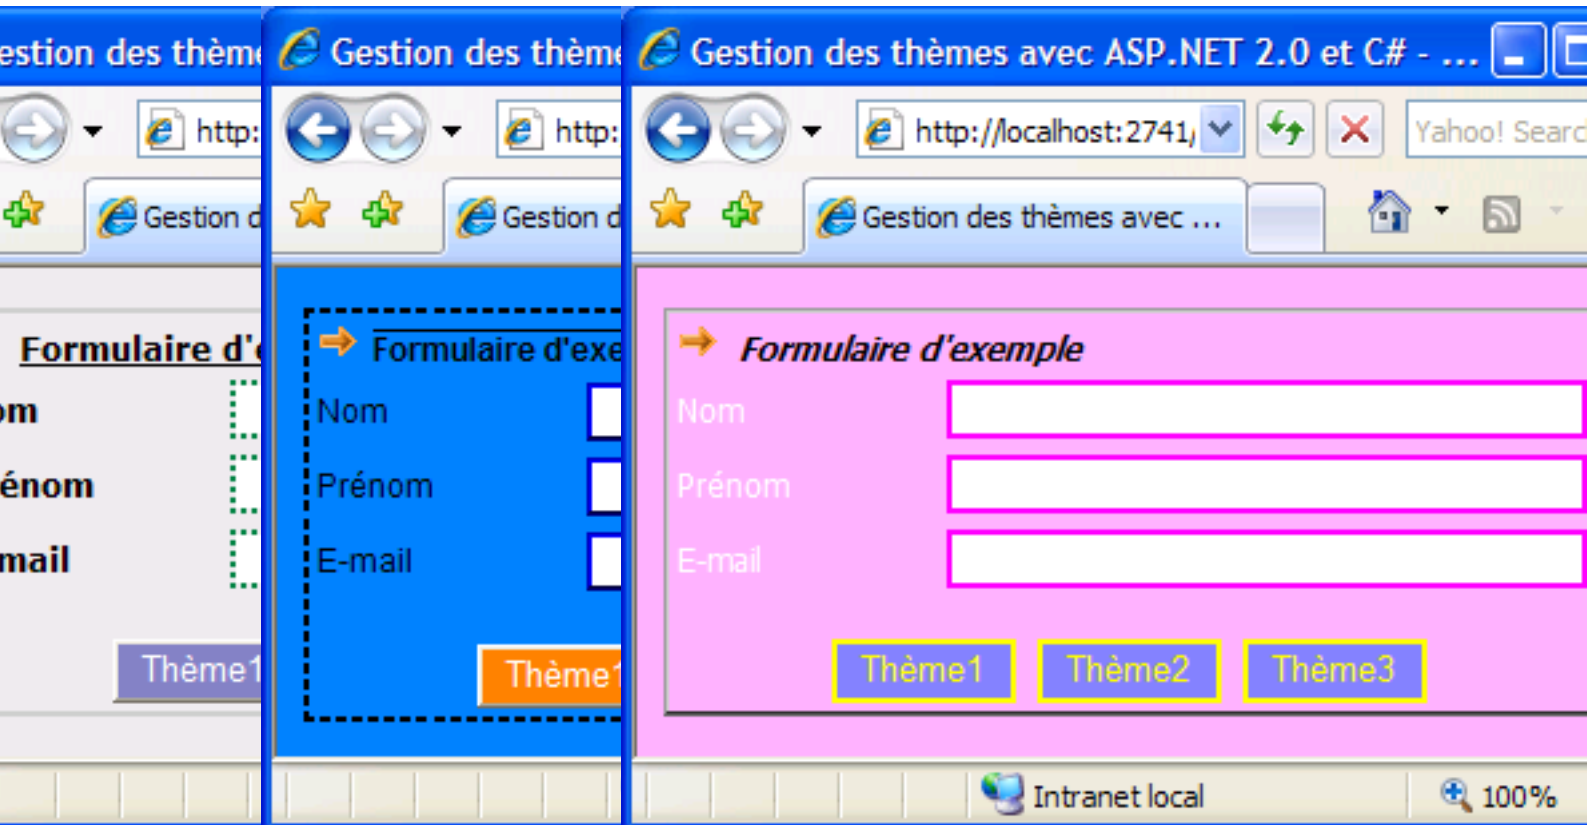 estion des thème
http:
Gestion d
Formulaire d'e
om
énom
mail
Thème1
Gestion des thème
http:
Gestion d
Formulaire d'exe
Nom
Prénom
E-mail
Thème1
Gestion des thèmes avec ASP.NET 2.0 et C# - ...
http://localhost:2741/
Yahoo! Searc
Gestion des thèmes avec ...
Formulaire d'exemple
Nom
Prénom
E-mail
Thème1 Thème2 Thème3
Intranet local 100%